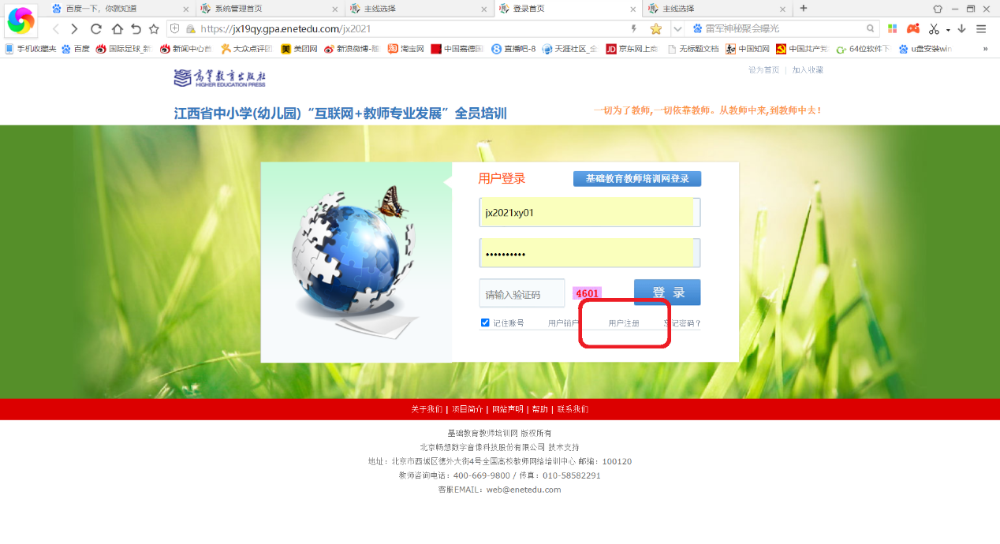 百度一下，你就知道
系统管理首页
主线选择
登录首页
主线选择
https://jx19qy.gpa.enetedu.com/jx2021
雷军神秘聚会曝光
手机收藏夹
百度
国际足球_新
新闻中心首
大众点评团
美团网
新浪微博-随
淘宝网
中国嘉德国
直播吧-8
天涯社区_全
京东网上商
无标题文档
中国知网
中国共产党
64位软件下
u盘安装win
设为首页 | 加入收藏
高等教育出版社
HIGHER EDUCATION PRESS
江西省中小学(幼儿园)“互联网+教师专业发展”全员培训
一切为了教师,一切依靠教师。从教师中来,到教师中去!
用户登录
基础教育教师培训网登录
jx2021xy01
••••••••••
请输入验证码
4601
登 录
记住账号
用户销户
用户注册
忘记密码？
关于我们 | 项目简介 | 网站声明 | 帮助 | 联系我们
基础教育教师培训网 版权所有
北京畅想数字音像科技股份有限公司 技术支持
地址：北京市西城区德外大街4号全国高校教师网络培训中心 邮编：100120
教师咨询电话：400-669-9800 / 传真：010-58582291
客服EMAIL：web@enetedu.com